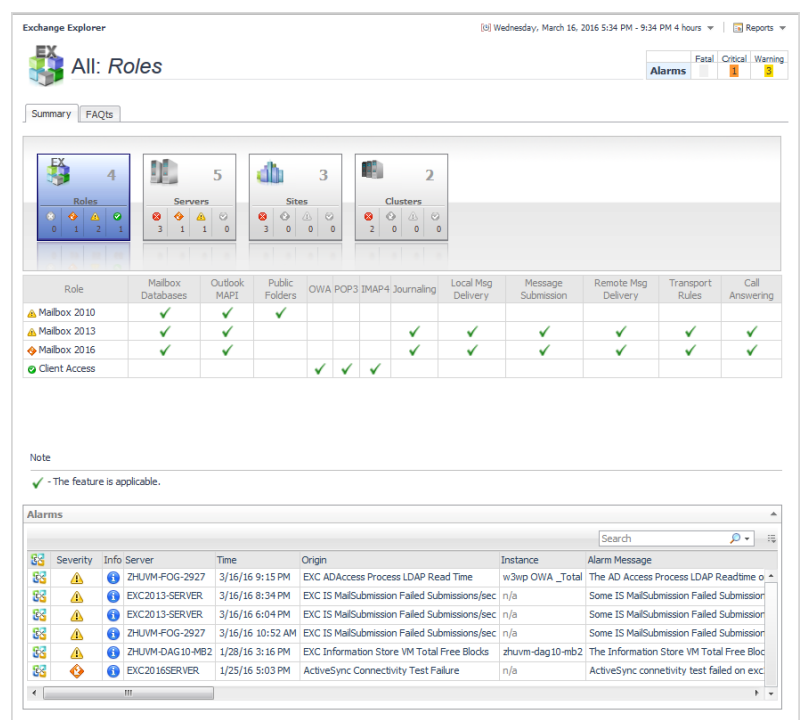 Exchange Explorer
Wednesday, March 16, 2016 5:34 PM - 9:34 PM 4 hours
Reports
EX
All: Roles
Fatal Critical Warning
Alarms 1 3
Summary FAQts
EX 4 5 3 2
Roles Servers Sites Clusters
0 1 2 1 3 1 1 0 3 0 0 0 2 0 0 0
Role Mailbox Databases Outlook MAPI Public Folders OWA POP3 IMAP4 Journaling Local Msg Delivery Message Submission Remote Msg Delivery Transport Rules Call Answering
Mailbox 2010
Mailbox 2013
Mailbox 2016
Client Access
Note
- The feature is applicable.
Alarms
Search
Severity Info Server Time Origin Instance Alarm Message
ZHUVM-FOG-2927 3/16/16 9:15 PM EXC ADAccess Process LDAP Read Time w3wp OWA _Total The AD Access Process LDAP Readtime o
EXC2013-SERVER 3/16/16 8:34 PM EXC IS MailSubmission Failed Submissions/sec n/a Some IS MailSubmission Failed Submission
EXC2013-SERVER 3/16/16 6:04 PM EXC IS MailSubmission Failed Submissions/sec n/a Some IS MailSubmission Failed Submission
ZHUVM-FOG-2927 3/16/16 10:52 AM EXC IS MailSubmission Failed Submissions/sec n/a Some IS MailSubmission Failed Submission
ZHUVM-DAG10-MB2 1/28/16 3:16 PM EXC Information Store VM Total Free Blocks zhuvm-dag10-mb2 The Information Store VM Total Free Bloc
EXC2016SERVER 1/25/16 5:03 PM ActiveSync Connectivity Test Failure n/a ActiveSync connetivity test failed on exc